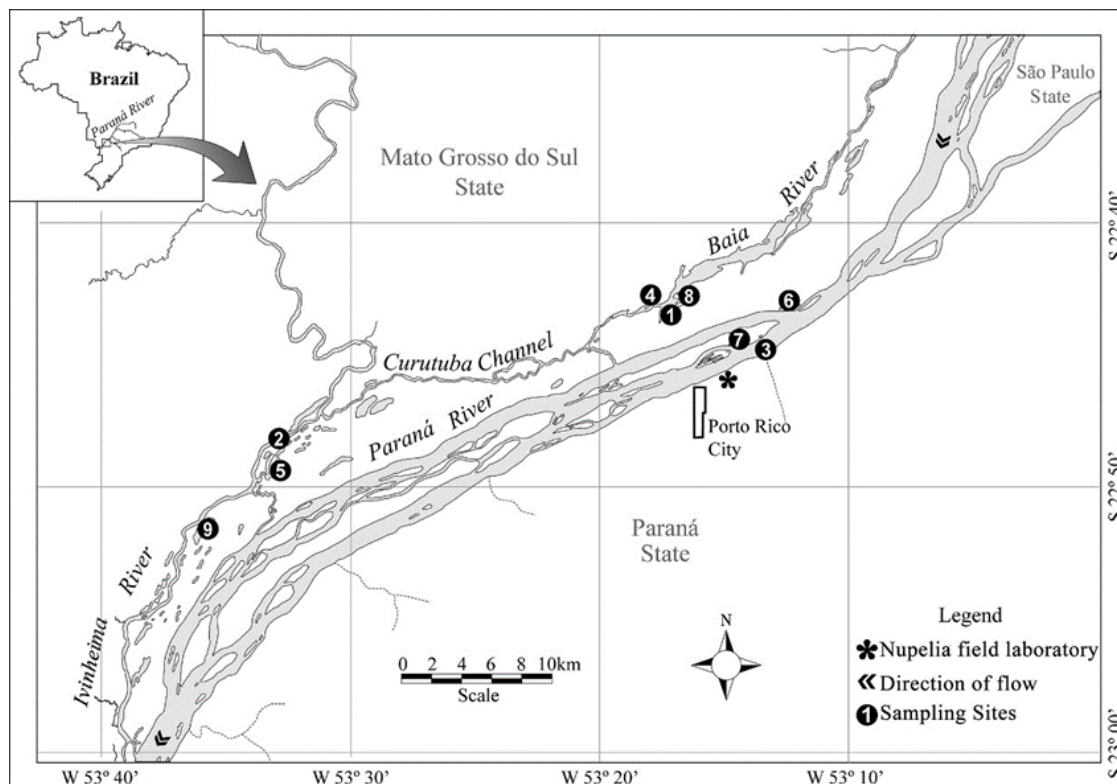 Brazil
Paraná River
São Paulo
State
Mato Grosso do Sul
State
Baia River
S 22º 40'
4
8
1
6
7
3
Curutuba Channel
Paraná River
Porto Rico
City
2
5
9
S 22º 50'
Paraná
State
Ivinheima River
N
0 2 4 6 8 10km
Scale
Legend
Nupelia field laboratory
Direction of flow
1 Sampling Sites
S 23º 00'
W 53º 40' W 53º 30' W 53º 20' W 53º 10'